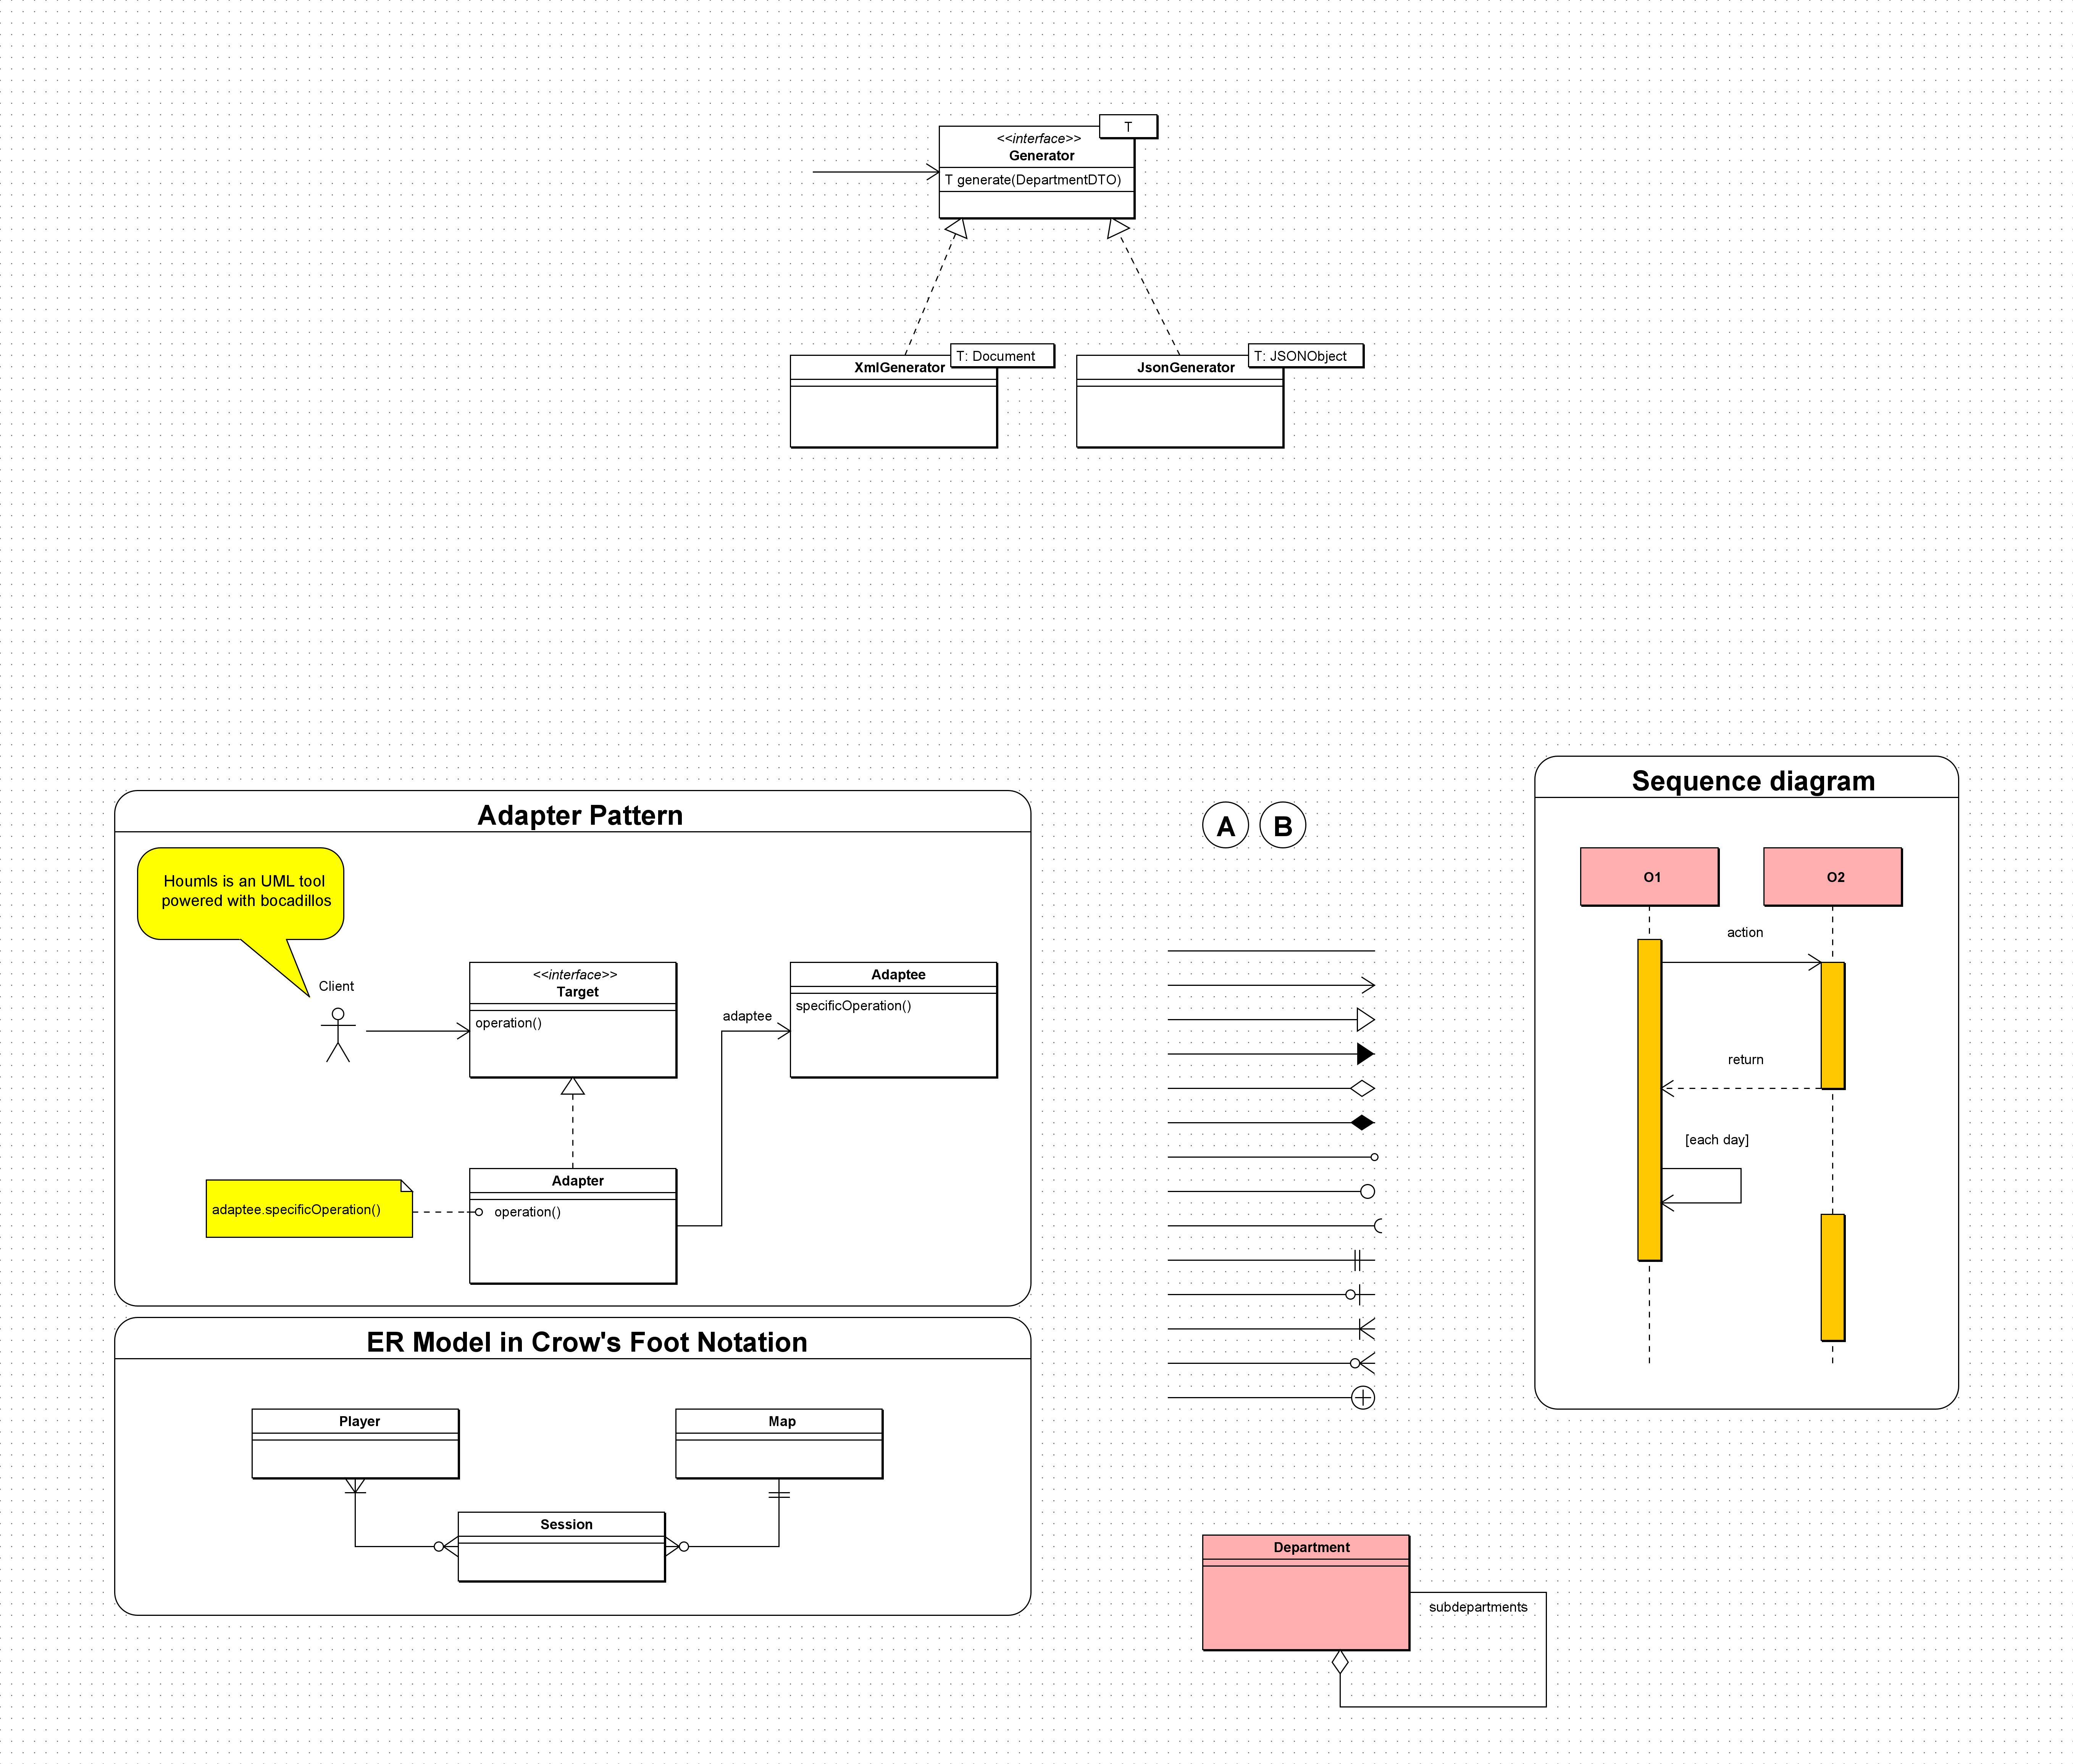 T
<<interface>>
Generator
T generate(DepartmentDTO)
T: Document
XmlGenerator
T: JSONObject
JsonGenerator
Adapter Pattern
Houmls is an UML tool
powered with bocadillos
Client
<<interface>>
Target
operation()
adaptee
Adaptee
specificOperation()
adaptee.specificOperation()
Adapter
operation()
ER Model in Crow's Foot Notation
Player
Map
Session
A
B
Sequence diagram
O1
O2
action
return
[each day]
Department
subdepartments